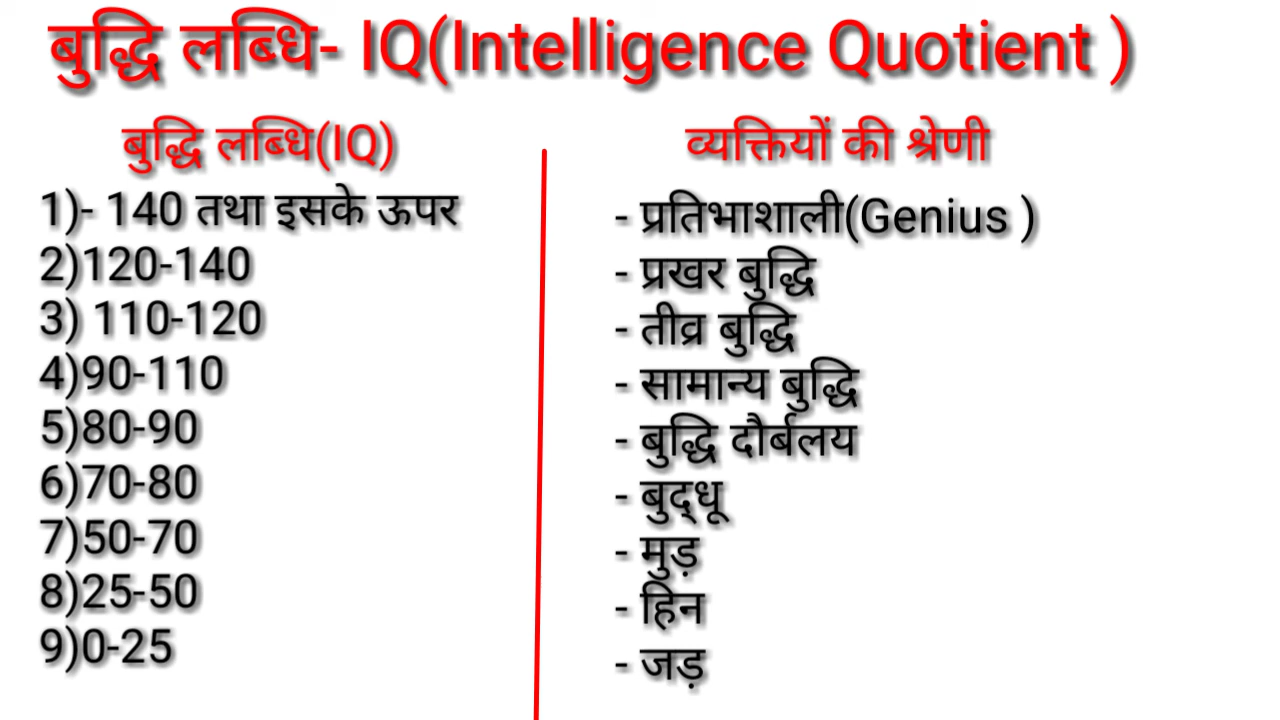 बुद्धि लब्धि- IQ(Intelligence Quotient )
बुद्धि लब्धि(IQ)
1)- 140 तथा इसके ऊपर
2)120-140
3) 110-120
4)90-110
5)80-90
6)70-80
7)50-70
8)25-50
9)0-25
व्यक्तियों की श्रेणी
- प्रतिभाशाली(Genius )
- प्रखर बुद्धि
- तीव्र बुद्धि
- सामान्य बुद्धि
- बुद्धि दौर्बलय
- बुद्‌धू
- मुड़
- हिन
- जड़